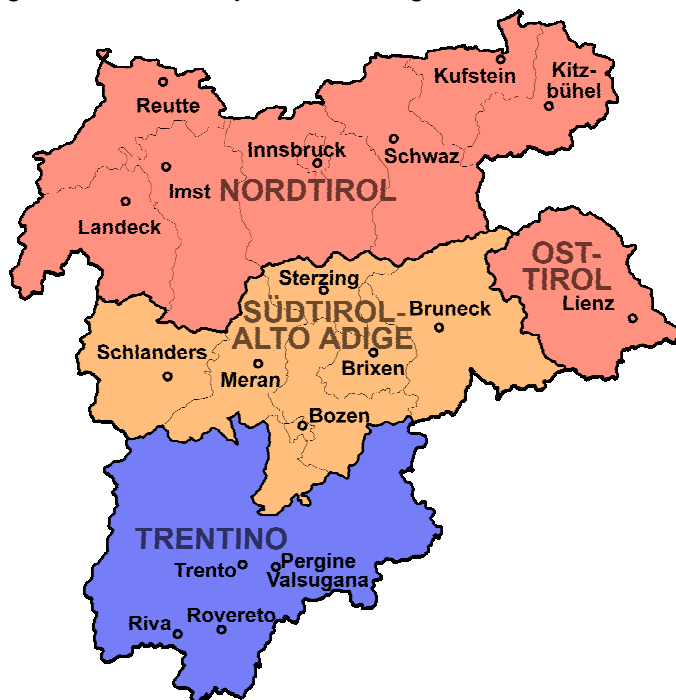 Kufstein
Kitz-
bühel
Reutte
Innsbruck
Schwaz
Imst
NORDTIROL
Landeck
OST-
TIROL
Lienz
Sterzing
SÜDTIROL-
ALTO ADIGE
Bruneck
Schlanders
Meran
Brixen
Bozen
TRENTINO
Trento
Pergine
Valsugana
Riva
Rovereto